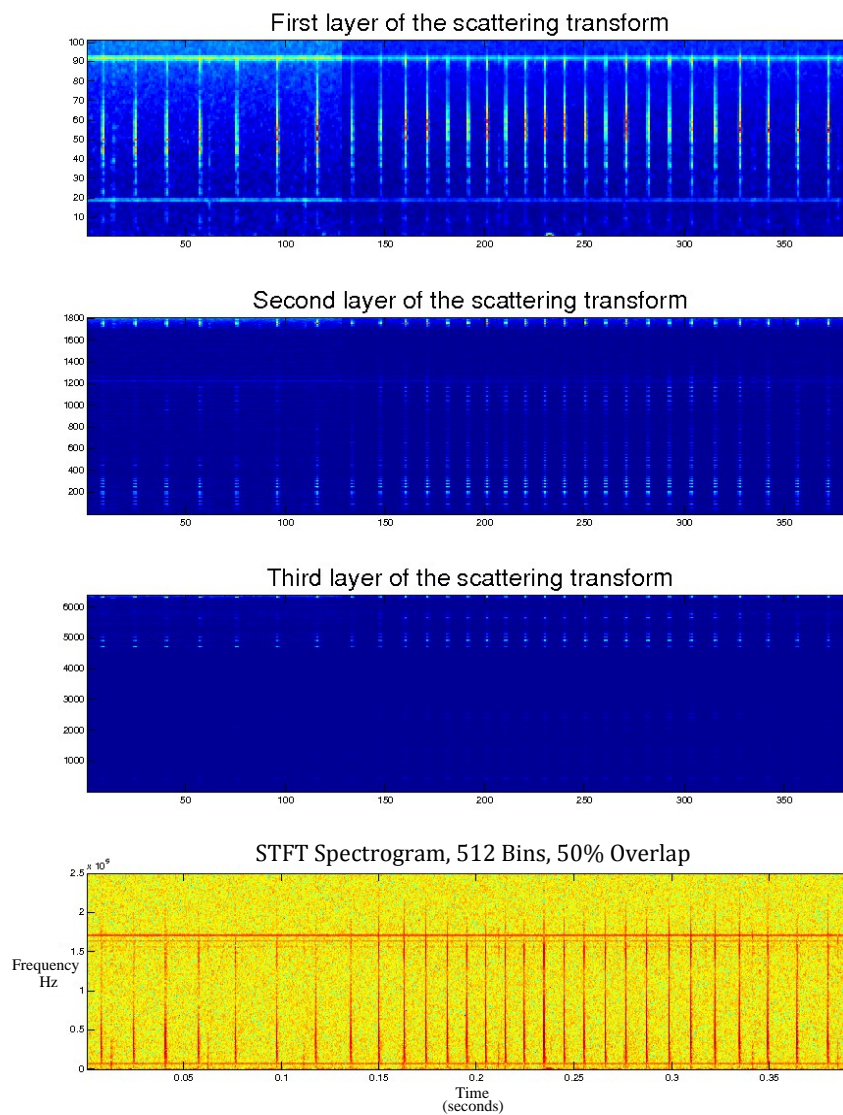 First layer of the scattering transform
100
90
80
70
60
50
40
30
20
10
50 100 150 200 250 300 350
Second layer of the scattering transform
1800
1600
1400
1200
1000
800
600
400
200
50 100 150 200 250 300 350
Third layer of the scattering transform
6000
5000
4000
3000
2000
1000
50 100 150 200 250 300 350
STFT Spectrogram, 512 Bins, 50% Overlap
2.5
2
1.5
1
0.5
0
Frequency
Hz
0.05 0.1 0.15 0.2 0.25 0.3 0.35
Time
(seconds)